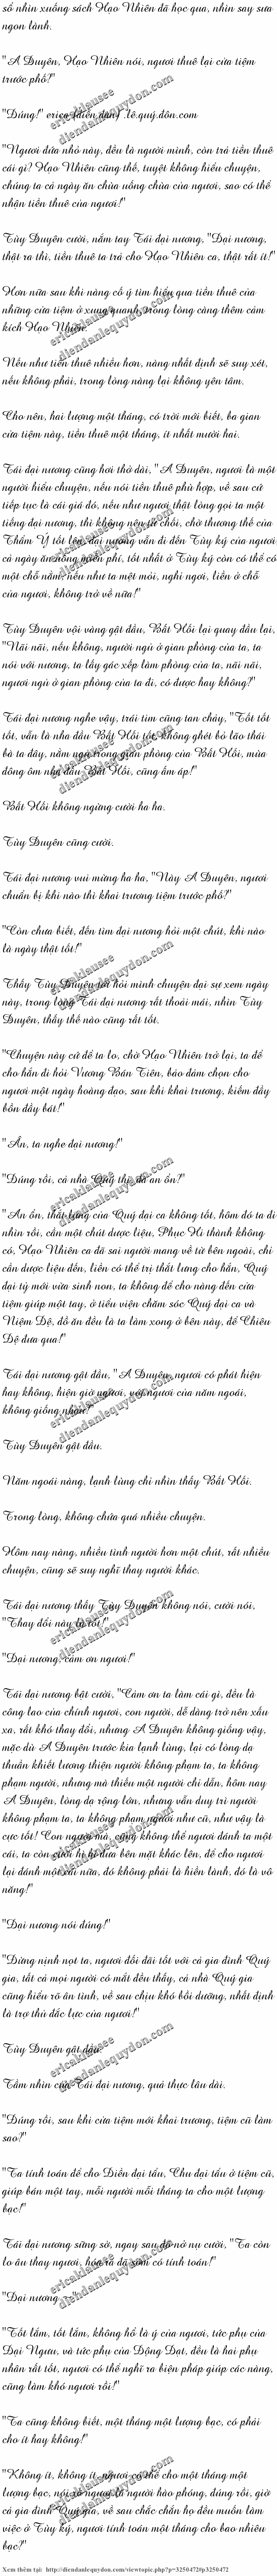 số nhìn xuống sách Hạo Nhiên đã học qua, nhìn say sưa
ngon lành.
"A Duyên, Hạo Nhiên nói, ngươi thuê lại cửa tiệm
trước phố?"
"Đúng!" erica{diễn đàn} .lê.quý.đôn.com
"Ngươi đứa nhỏ này, đều là người mình, còn trả tiền thuê
cái gì? Hạo Nhiên cũng thế, tuyệt không hiểu chuyện,
chúng ta cả ngày ăn chùa uống chùa của ngươi, sao có thể
nhận tiền thuê của ngươi!"
Tùy Duyên cười, nắm tay Tái đại nương, "Đại nương,
thật ra thì, tiền thuê ta trả cho Hạo Nhiên ca, thật rất ít!"
Hơn nữa sau khi nàng cố ý tìm hiểu qua tiền thuê của
những cửa tiệm ở xung quanh, trong lòng càng thêm cảm
kích Hạo Nhiên.
Nếu như tiền thuê nhiều hơn, nàng nhất định sẽ suy xét,
nếu không phải, trong lòng nàng lại không yên tâm.
Cho nên, hai lượng một tháng, có trời mới biết, ba gian
cửa tiệm này, tiền thuê một tháng, ít nhất mười hai.
Tái đại nương cũng hơi thở dài, "A Duyên, ngươi là một
người hiểu chuyện, nếu nói tiền thuê phù hợp, về sau cứ
tiếp tục là cái giá đó, nếu như ngươi thật lòng gọi ta một
tiếng đại nương, thì không nên từ chối, chờ thương thế của
Thẩm Ý tốt lên, đại nương vẫn đi đến Tùy ký của ngươi
cả ngày ăn cơm miễn phí, tốt nhất ở Tùy ký còn có thể có
một chỗ nằm, nếu như ta mệt mỏi, nghỉ ngơi, liền ở chỗ
của ngươi, không trở về nữa!"
Tùy Duyên vội vàng gật đầu, Bất Hối lại quay đầu lại,
"Nãi nãi, nếu không, người ngủ ở gian phòng của ta, ta
nói với nương, ta lấy góc xép làm phòng của ta, nãi nãi,
ngươi ngủ ở gian phòng của ta đi, có được hay không?"
Tái đại nương nghe vậy, trái tim cũng tan chảy, "Tốt tốt
tốt, vẫn là nha đầu Bất Hối tốt, không ghét bỏ lão thái
bà ta đây, nằm ngủ trong gian phòng của Bất Hối, mùa
đông ôm nha đầu Bất Hối, cũng ấm áp!"
Bất Hối không ngừng cười ha ha.
Tùy Duyên cũng cười.
Tái đại nương vui mừng ha ha, "Này A Duyên, ngươi
chuẩn bị khi nào thì khai trương tiệm trước phố?"
"Còn chưa biết, đến tìm đại nương hỏi một chút, khi nào
là ngày thật tốt!"
Thấy Tùy Duyên tới hỏi mình chuyện đại sự xem ngày
này, trong lòng Tái đại nương rất thoải mái, nhìn Tùy
Duyên, thấy thế nào cũng rất tốt.
"Chuyện này cứ để ta lo, chờ Hạo Nhiên trở lại, ta để
cho hắn đi hỏi Vương Bán Tiên, bảo đảm chọn cho
ngươi một ngày hoàng đạo, sau khi khai trương, kiếm đầy
bồn đầy bát!"
"Ân, ta nghe đại nương!"
"Đúng rồi, cả nhà Quý thị đã an ổn?"
"An ổn, thắt lưng của Quý đại ca không tốt, hôm đó ta đi
nhìn rồi, cần một chút dược liệu, Phục Hi thành không
có, Hạo Nhiên ca đã sai người mang về từ bên ngoài, chỉ
cần dược liệu đến, liền có thể trị thắt lưng cho hắn, Quý
đại tỷ mới vừa sinh non, ta không để cho nàng đến cửa
tiệm giúp một tay, ở tiểu viện chăm sóc Quý đại ca và
Niệm Đệ, đồ ăn đều là ta làm xong ở bên này, để Chiêu
Đệ đưa qua!"
Tái đại nương gật đầu, "A Duyên, ngươi có phát hiện
hay không, hiện giờ ngươi, với ngươi của năm ngoái,
không giống nhau!"
Tùy Duyên gật đầu.
Năm ngoái nàng, lạnh lùng chỉ nhìn thấy Bất Hối.
Trong lòng, không chứa quá nhiều chuyện.
Hôm nay nàng, nhiều tình người hơn một chút, rất nhiều
chuyện, cũng sẽ suy nghĩ thay người khác.
Tái đại nương thấy Tùy Duyên không nói, cười nói,
"Thay đổi này là tốt!"
"Đại nương, cảm ơn ngươi!"
Tái đại nương bật cười, "Cảm ơn ta làm cái gì, đều là
công lao của chính ngươi, con người, dễ dàng trở nên xấu
xa, rất khó thay đổi, nhưng A Duyên không giống vậy,
mặc dù A Duyên trước kia lạnh lùng, lại có lòng dạ
thuần khiết lương thiện người không phạm ta, ta không
phạm người, nhưng mà thiếu một người chỉ dẫn, hôm nay
A Duyên, lòng dạ rộng lớn, nhưng vẫn duy trì người
không phạm ta, ta không phạm người như cũ, như vậy là
cực tốt! Con người mà, cũng không thể ngươi đánh ta một
cái, ta còn phải bị đưa bên mặt khác lên, để cho ngươi
lại đánh một cái nữa, đó không phải là hiền lành, đó là vô
năng!"
"Đại nương nói đúng!"
"Đừng nịnh nọt ta, ngươi đối đãi tốt với cả gia đình Quý
gia, tất cả mọi người có mắt đều thấy, cả nhà Quý gia
cũng hiểu rõ ân tình, về sau chịu khó bồi dưỡng, nhất định
là trợ thủ đắc lực của ngươi!"
Tùy Duyên gật đầu.
Tầm nhìn của Tái đại nương, quả thực lâu dài.
"Đúng rồi, sau khi cửa tiệm mới khai trương, tiệm cũ làm
sao?"
"Ta tính toán để cho Điền đại tẩu, Chu đại tẩu ở tiệm cũ,
giúp bán một tay, mỗi người mỗi tháng ta cho một lượng
bạc!"
Tái đại nương sững sờ, ngay sau đó nở nụ cười, "Ta còn
lo âu thay ngươi, hóa ra đã sớm có tính toán!"
"Đại nương ~ "
"Tốt lắm, tốt lắm, không hổ là ý của ngươi, tức phụ của
Đại Ngưu, và tức phụ của Động Đạt, đều là hai phụ
nhân rất tốt, ngươi có thể nghĩ ra biện pháp giúp các nàng,
cũng làm khó ngươi rồi!"
"Ta cũng không biết, một tháng một lượng bạc, có phải
cho ít hay không!"
"Không ít, không ít, ngươi có thể cho một tháng một
lượng bạc, nói rõ ngươi là người hào phóng, đúng rồi, giờ
cả gia đình Quý gia, về sau chắc chắn họ đều muốn làm
việc ở Tùy ký, ngươi tính toán một tháng cho bao nhiêu
bạc?"
Xem thêm tại: http://diendanlequydon.com/viewtopic.php?p=3250472#p3250472